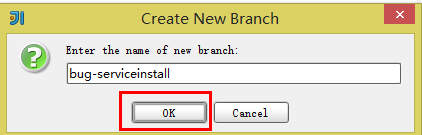 Create New Branch
Enter the name of new branch:
bug-serviceinstall
OK Cancel